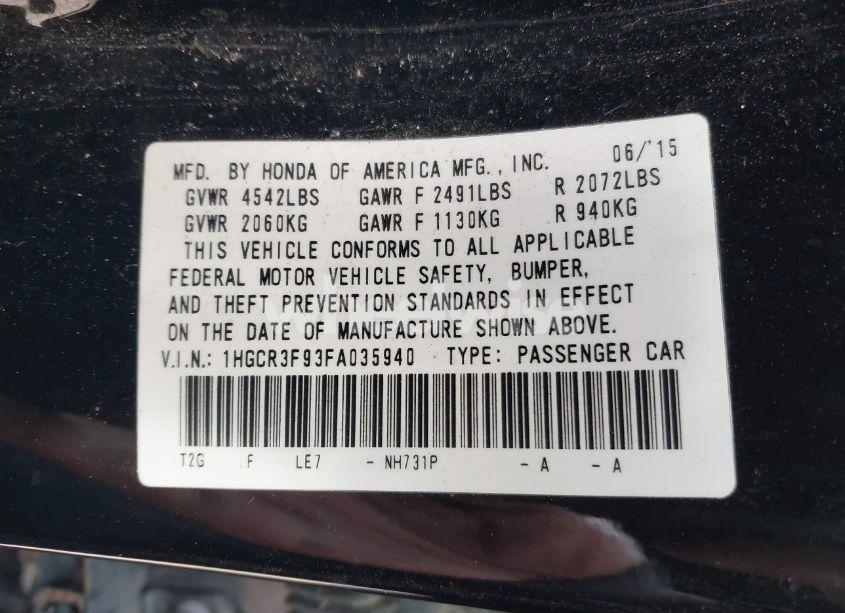 MFD. BY HONDA OF AMERICA MFG., INC. 06/'15
GVWR 4542LBS GAWR F 2491LBS R 2072LBS
GVWR 2060KG GAWR F 1130KG R 940KG
THIS VEHICLE CONFORMS TO ALL APPLICABLE
FEDERAL MOTOR VEHICLE SAFETY, BUMPER,
AND THEFT PREVENTION STANDARDS IN EFFECT
ON THE DATE OF MANUFACTURE SHOWN ABOVE.
V.I.N.: 1HGCR3F93FA035940 TYPE: PASSENGER CAR
T2G F LE7 - NH731P - A - A